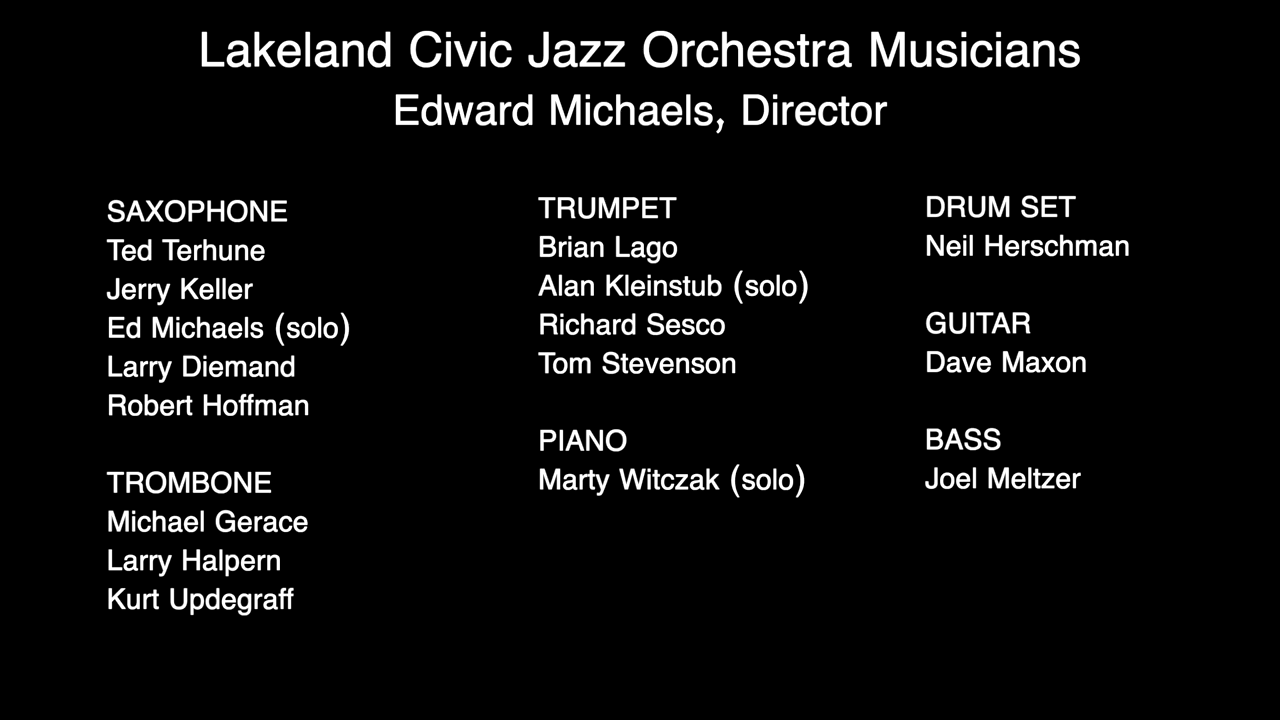 Lakeland Civic Jazz Orchestra Musicians
Edward Michaels, Director
SAXOPHONE
Ted Terhune
Jerry Keller
Ed Michaels (solo)
Larry Diemand
Robert Hoffman
TROMBONE
Michael Gerace
Larry Halpern
Kurt Updegraff
TRUMPET
Brian Lago
Alan Kleinstub (solo)
Richard Sesco
Tom Stevenson
PIANO
Marty Witczak (solo)
DRUM SET
Neil Herschman
GUITAR
Dave Maxon
BASS
Joel Meltzer